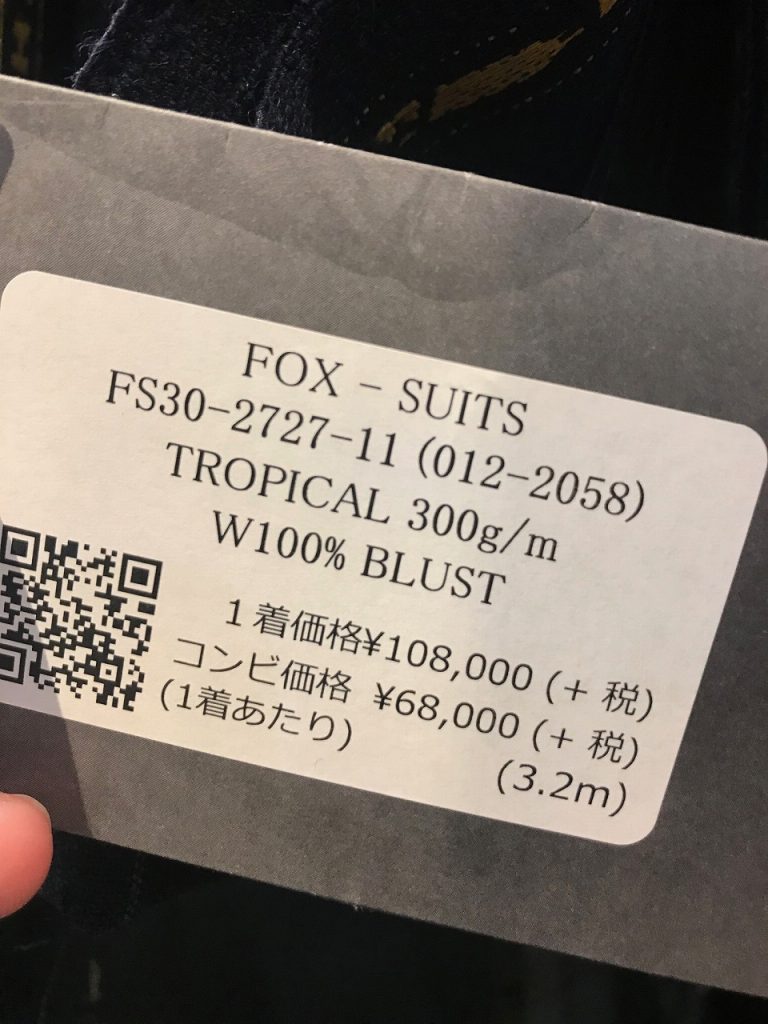 FOX - SUITS
FS30-2727-11 (012-2058)
TROPICAL 300g/m
W100% BLUST
1着価格¥108,000 (+ 税)
コンビ価格 ¥68,000 (+ 税)
(1着あたり)
(3.2m)